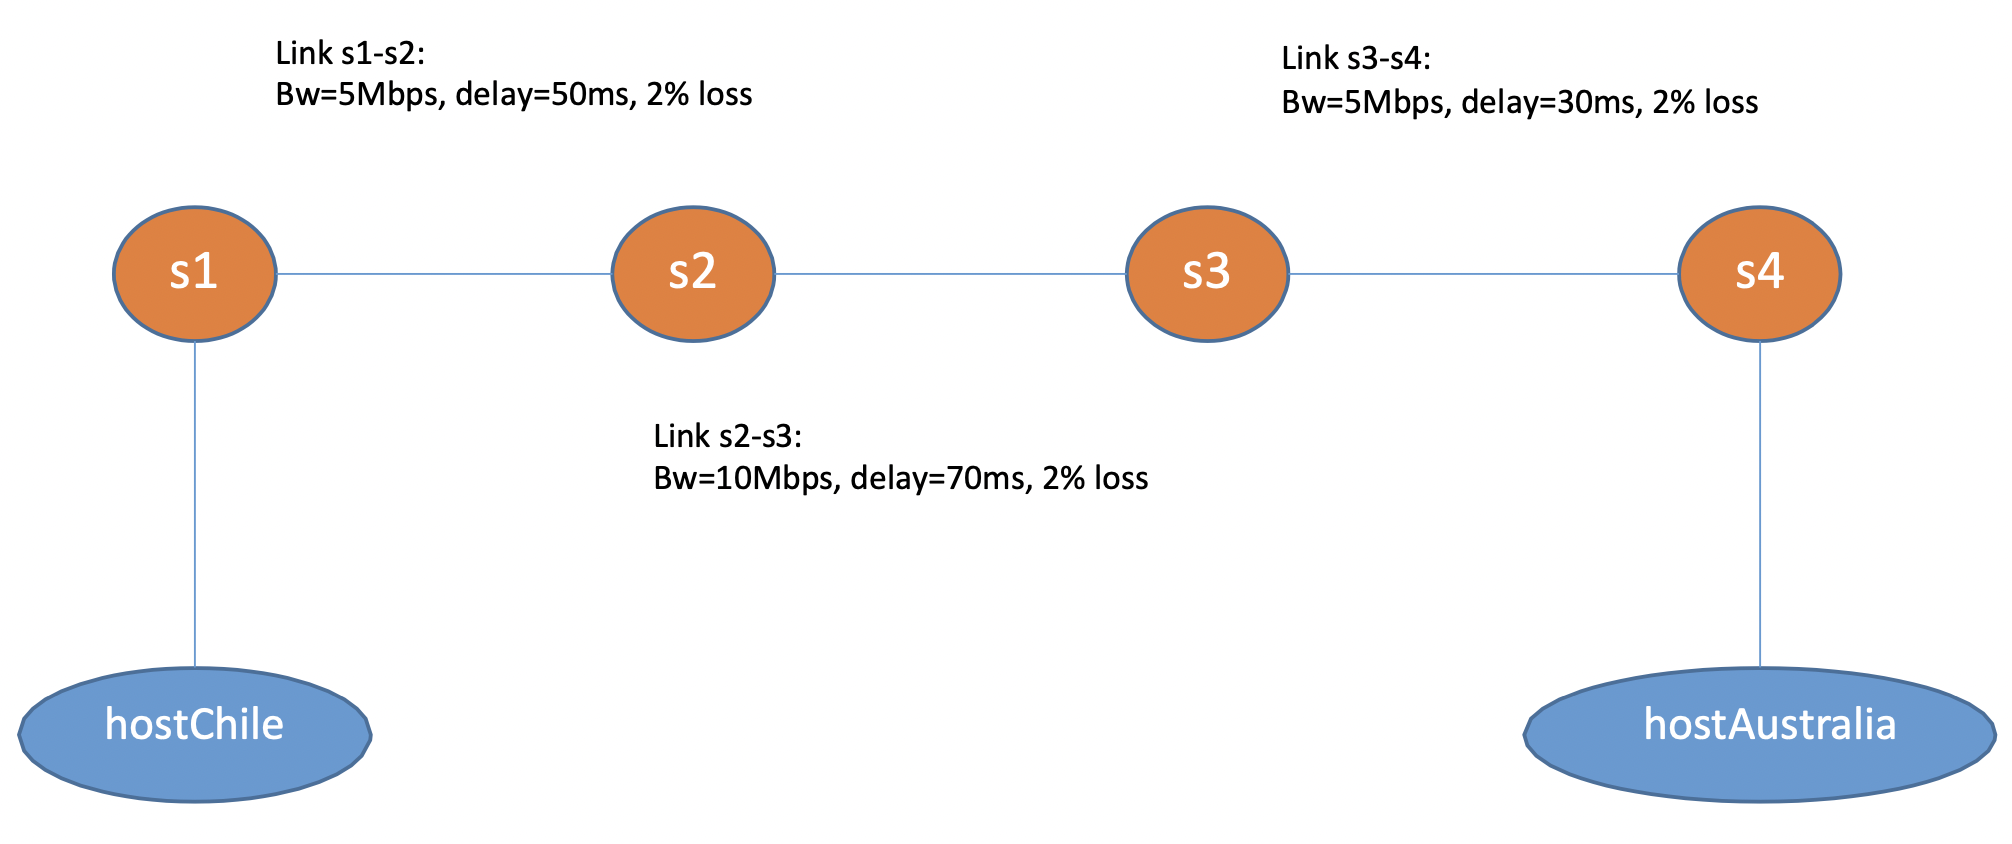 Link s1-s2:
Bw=5Mbps, delay=50ms, 2% loss
Link s3-s4:
Bw=5Mbps, delay=30ms, 2% loss
s1
s2
s3
s4
Link s2-s3:
Bw=10Mbps, delay=70ms, 2% loss
hostChile
hostAustralia